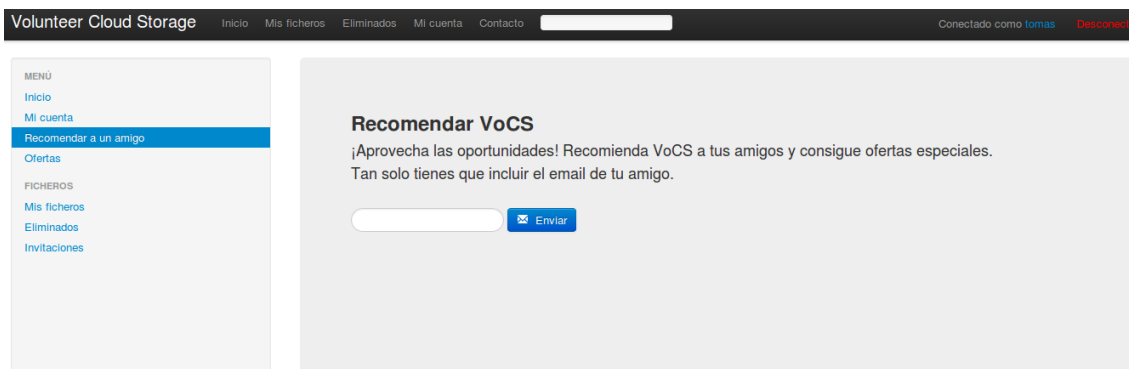 Volunteer Cloud Storage Inicio Mis ficheros Eliminados Mi cuenta Contacto Conectado como tomas Desconect
MENÚ
Inicio
Mi cuenta
Recomendar a un amigo
Ofertas
FICHEROS
Mis ficheros
Eliminados
Invitaciones
Recomendar VoCS
¡Aprovecha las oportunidades! Recomienda VoCS a tus amigos y consigue ofertas especiales.
Tan solo tienes que incluir el email de tu amigo.
Enviar